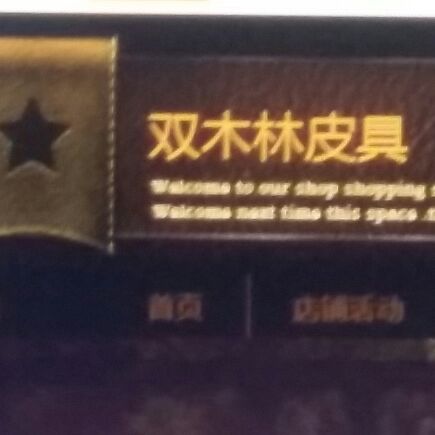 双木林皮具
Welcome to our shop shopping
Welcome next time this space
首页
店铺活动